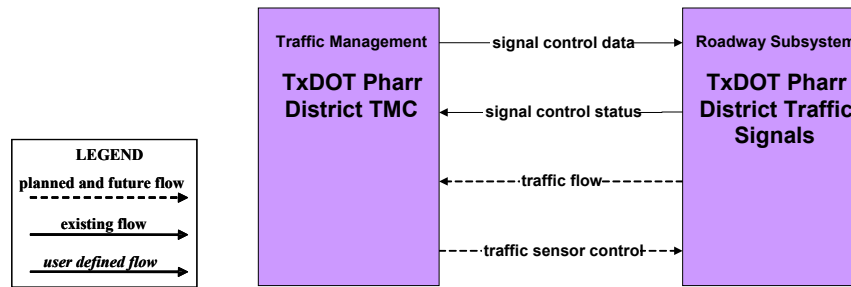 Traffic Management
TxDOT Pharr
District TMC
signal control data
signal control status
traffic flow
traffic sensor control
Roadway Subsystem
TxDOT Pharr
District Traffic
Signals
LEGEND
planned and future flow
existing flow
user defined flow